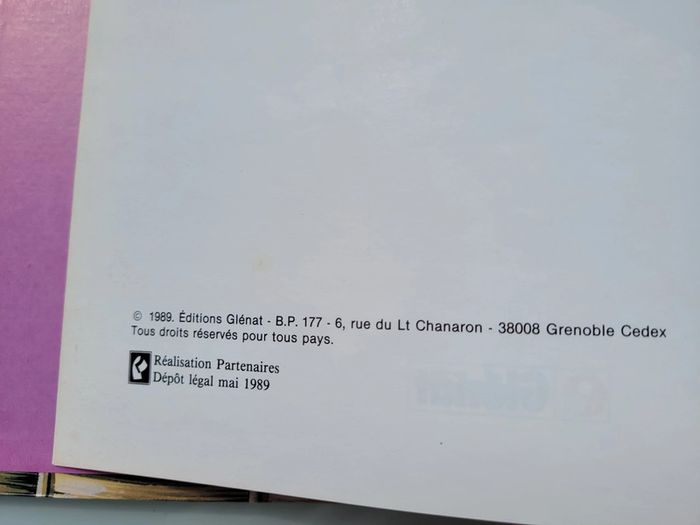 © 1989. Éditions Glénat - B.P. 177 - 6, rue du Lt Chanaron - 38008 Grenoble Cedex
Tous droits réservés pour tous pays.
Réalisation Partenaires
Dépôt légal mai 1989